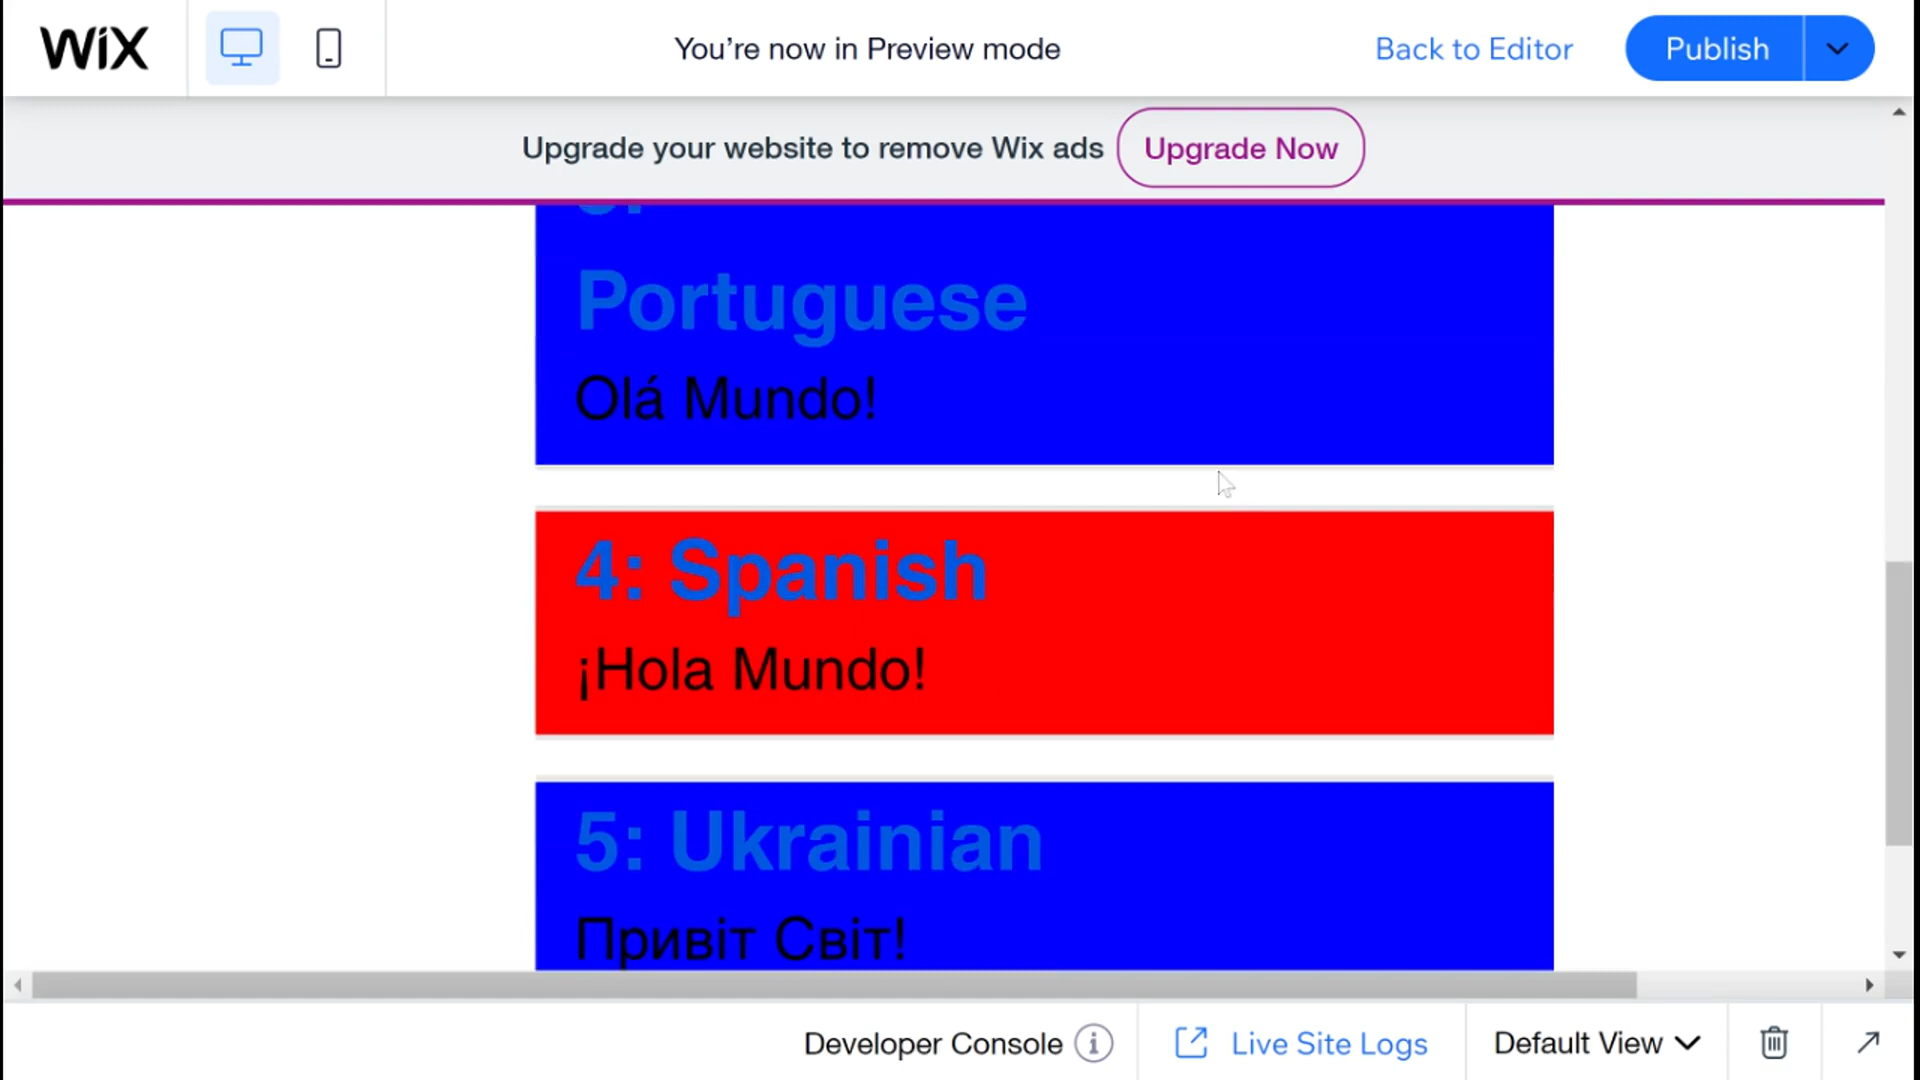 WiX
You're now in Preview mode
Back to Editor
Publish
Upgrade your website to remove Wix ads
Upgrade Now
Portuguese
Olá Mundo!
4: Spanish
¡Hola Mundo!
5: Ukrainian
Привіт Світ!
Developer Console
Live Site Logs
Default View